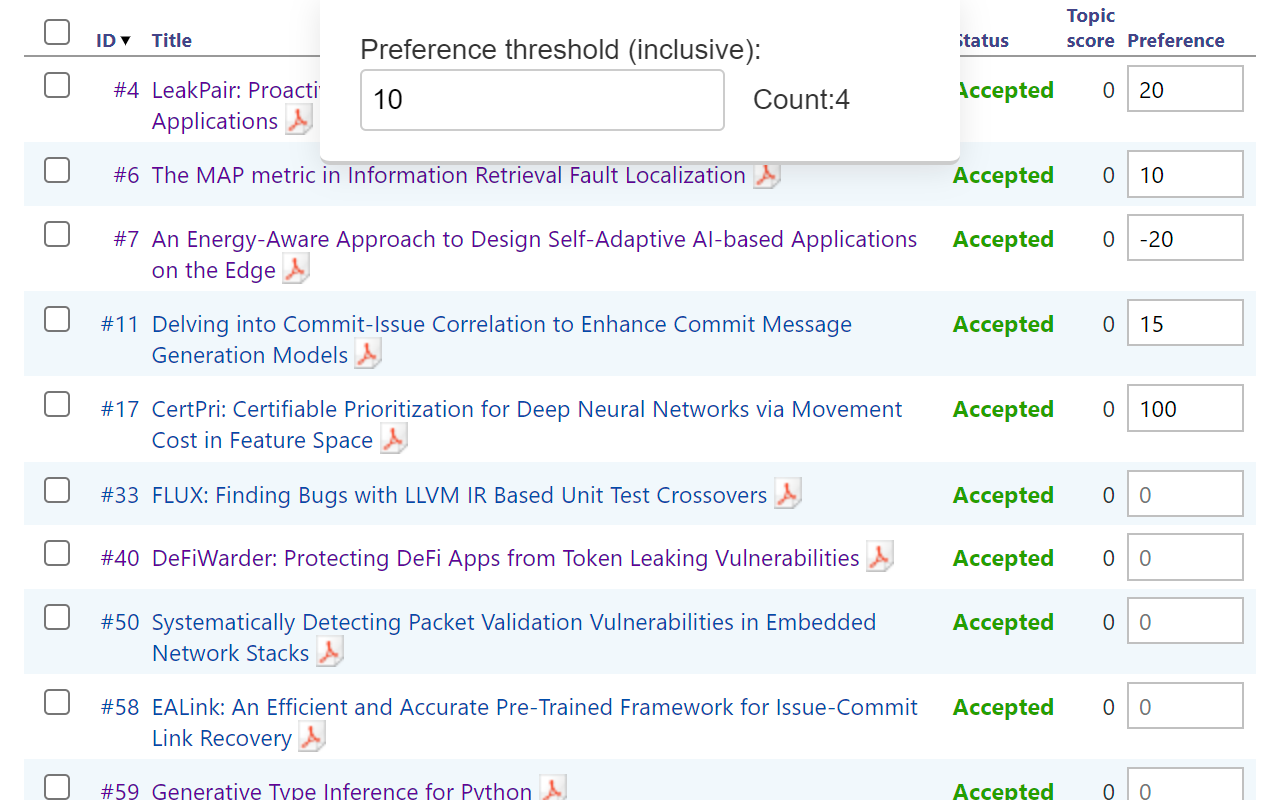 ID▼ Title Status Topic score Preference
Preference threshold (inclusive):
10 Count:4
#4 LeakPair: Proacti Accepted 0 20
Applications
#6 The MAP metric in Information Retrieval Fault Localization Accepted 0 10
#7 An Energy-Aware Approach to Design Self-Adaptive AI-based Applications Accepted 0 -20
on the Edge
#11 Delving into Commit-Issue Correlation to Enhance Commit Message Accepted 0 15
Generation Models
#17 CertPri: Certifiable Prioritization for Deep Neural Networks via Movement Accepted 0 100
Cost in Feature Space
#33 FLUX: Finding Bugs with LLVM IR Based Unit Test Crossovers Accepted 0 0
#40 DeFiWarder: Protecting DeFi Apps from Token Leaking Vulnerabilities Accepted 0 0
#50 Systematically Detecting Packet Validation Vulnerabilities in Embedded Accepted 0 0
Network Stacks
#58 EALink: An Efficient and Accurate Pre-Trained Framework for Issue-Commit Accepted 0 0
Link Recovery
#59 Generative Type Inference for Python Accepted 0 0